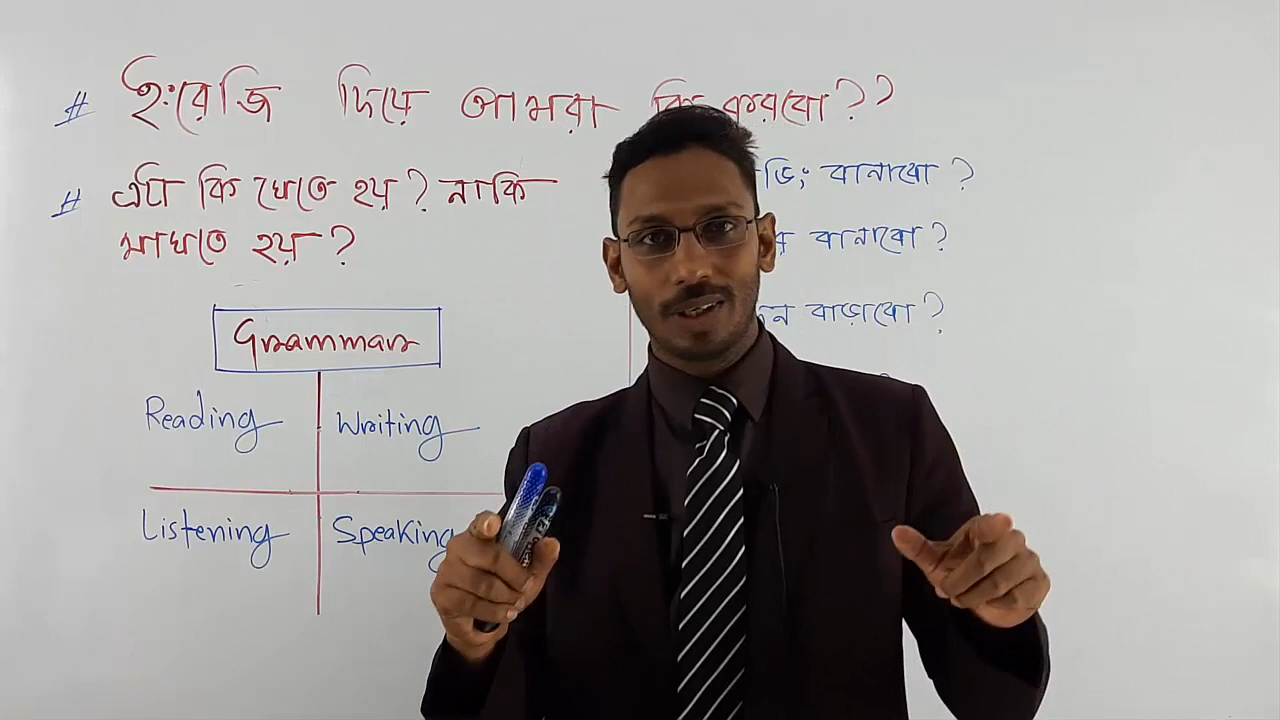 # ইংরেজি দিয়ে আমরা কি করবো??
# এটা কি খেতে হয়? নাকি
মাখতে হয়?
Grammar
Reading
Writing
Listening
Speaking
ডি; বানাবো?
বানাবো?
বাড়াবো?